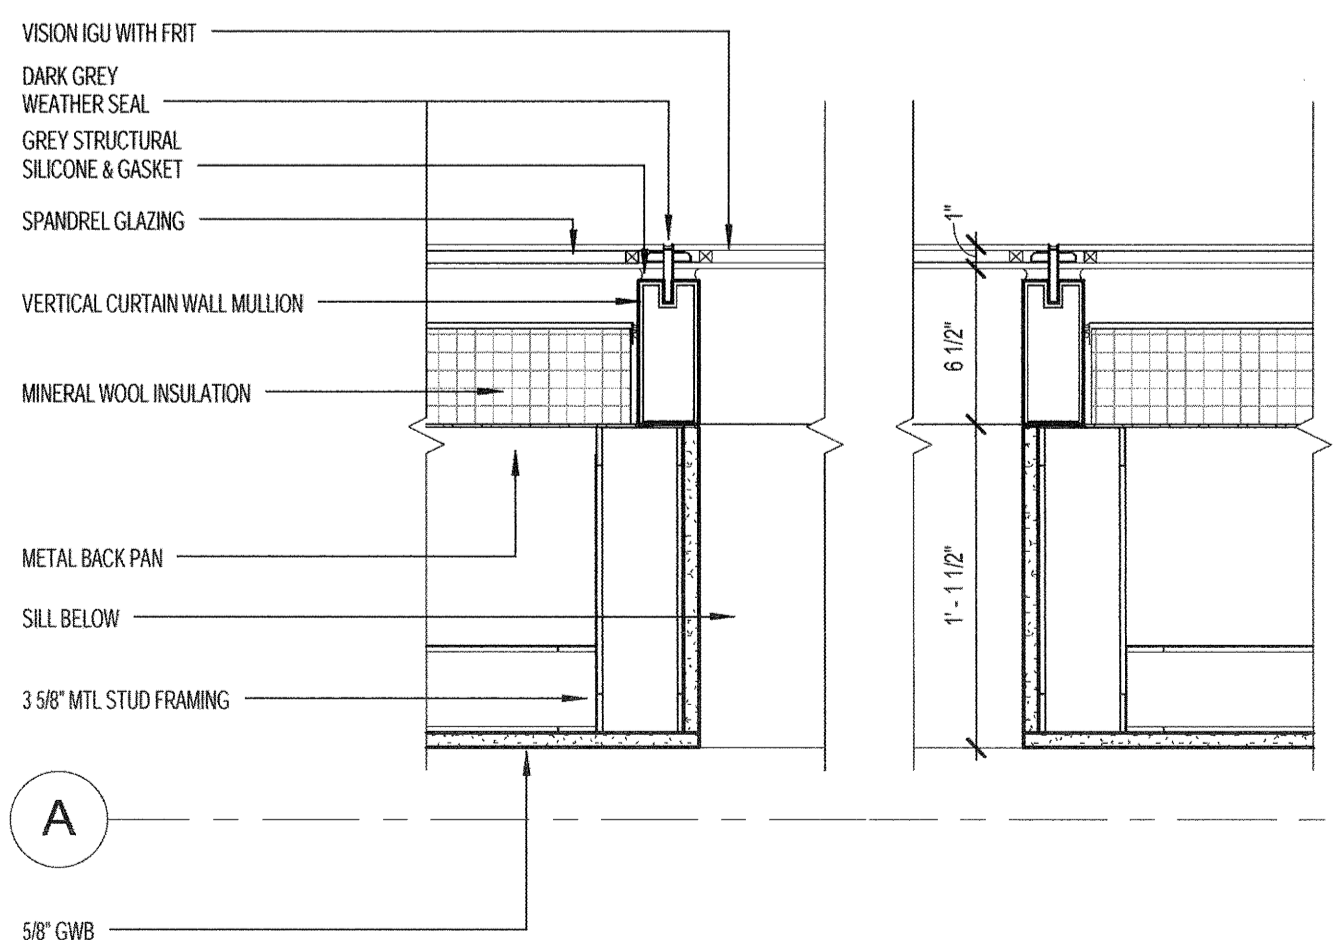 VISION IGU WITH FRIT
DARK GREY
WEATHER SEAL
GREY STRUCTURAL
SILICONE & GASKET
SPANDREL GLAZING
VERTICAL CURTAIN WALL MULLION
MINERAL WOOL INSULATION
METAL BACK PAN
SILL BELOW
3 5/8" MTL STUD FRAMING
A
5/8" GWB
1"
6 1/2"
1' - 1 1/2"